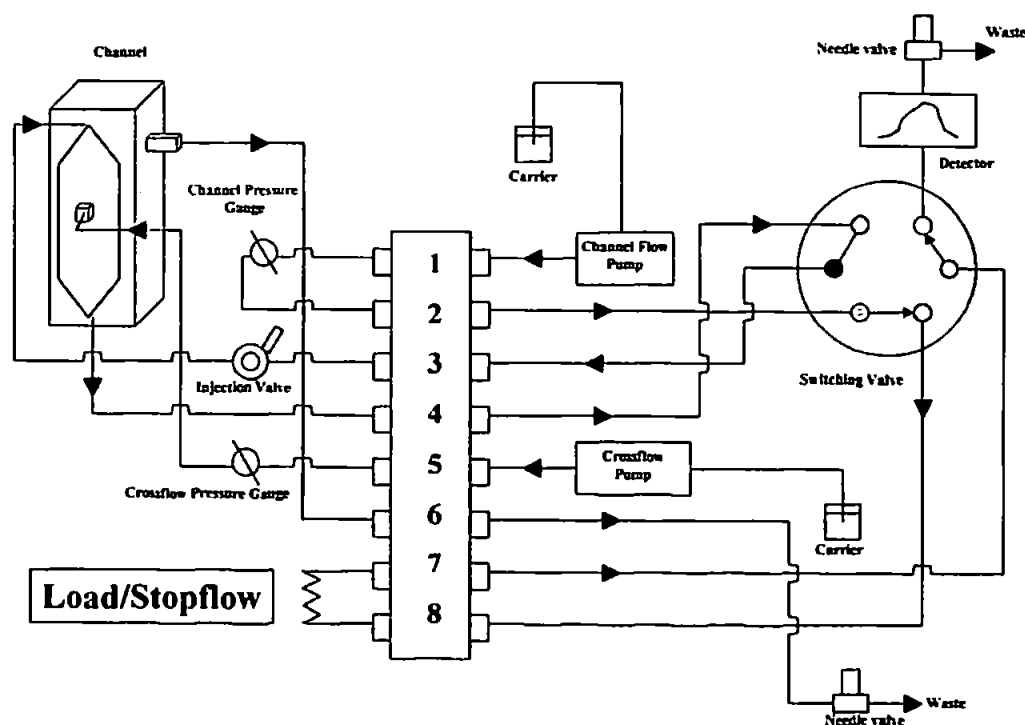 Channel
Needle valve
Waste
Carrier
Detector
Channel Pressure
Gauge
Channel Flow
Pump
1
2
3
4
5
6
7
8
Injection Valve
Switching Valve
Crossflow
Pump
Crossflow Pressure Gauge
Carrier
Load/Stopflow
Needle valve
Waste